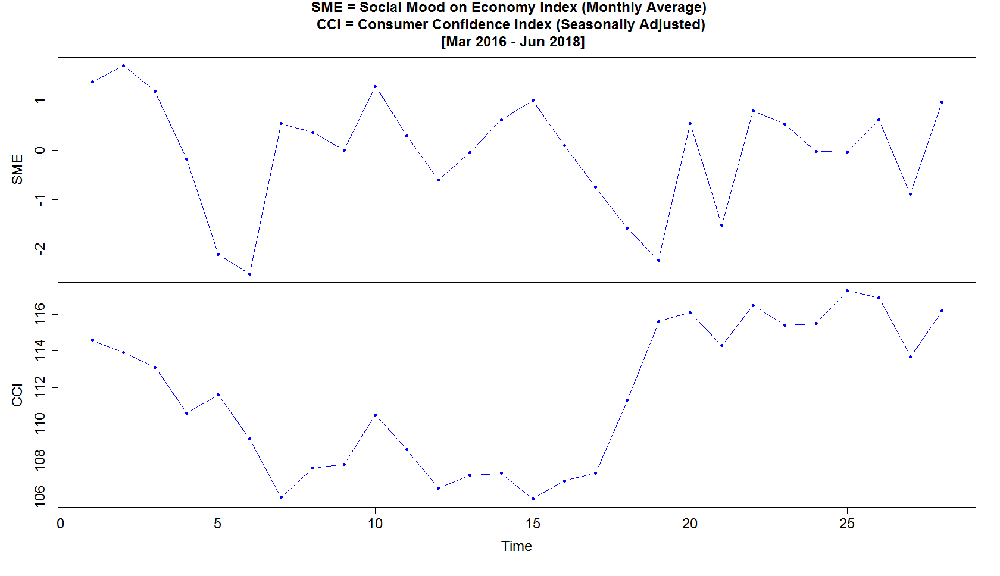 SME = Social Mood on Economy Index (Monthly Average)
CCI = Consumer Confidence Index (Seasonally Adjusted)
[Mar 2016 - Jun 2018]
SME
1
0
-1
-2
CCI
116
114
112
110
108
106
0 5 10 15 20 25
Time